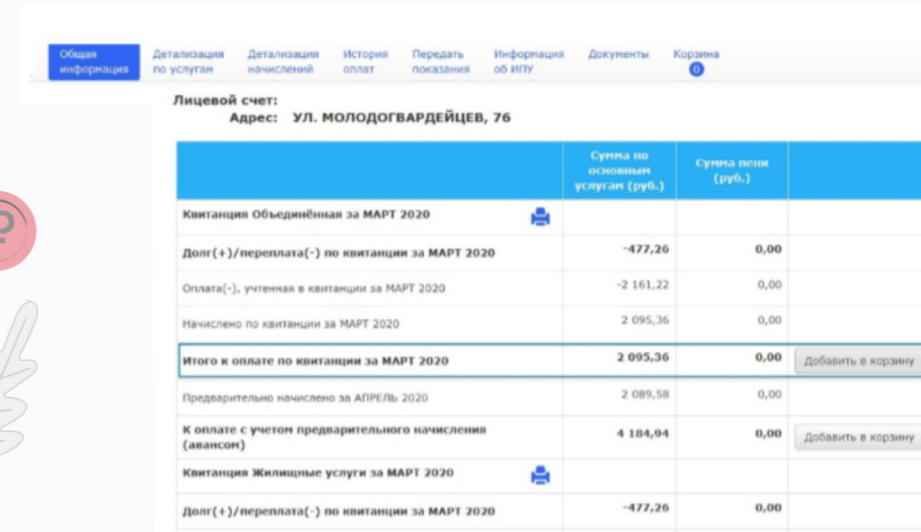 Общая Детализация Детализация История Передать Информация Документы Корзина
информация по услугам начислений оплат показания об ИПУ 0
Лицевой счет:
Адрес: УЛ. МОЛОДОГВАРДЕЙЦЕВ, 76
Сумма по основным услугам (руб.) Сумма пени (руб.)
Квитанция Объединённая за МАРТ 2020
Долг(+)/переплата(-) по квитанции за МАРТ 2020 -477,26 0,00
Оплата(-), учтенная в квитанции за МАРТ 2020 -2 161,22 0,00
Начислено по квитанции за МАРТ 2020 2 095,36 0,00
Итого к оплате по квитанции за МАРТ 2020 2 095,36 0,00 Добавить в корзину
Предварительно начислено за АПРЕЛЬ 2020 2 089,58 0,00
К оплате с учетом предварительного начисления
(авансом) 4 184,94 0,00 Добавить в корзину
Квитанция Жилищные услуги за МАРТ 2020
Долг(+)/переплата(-) по квитанции за МАРТ 2020 -477,26 0,00